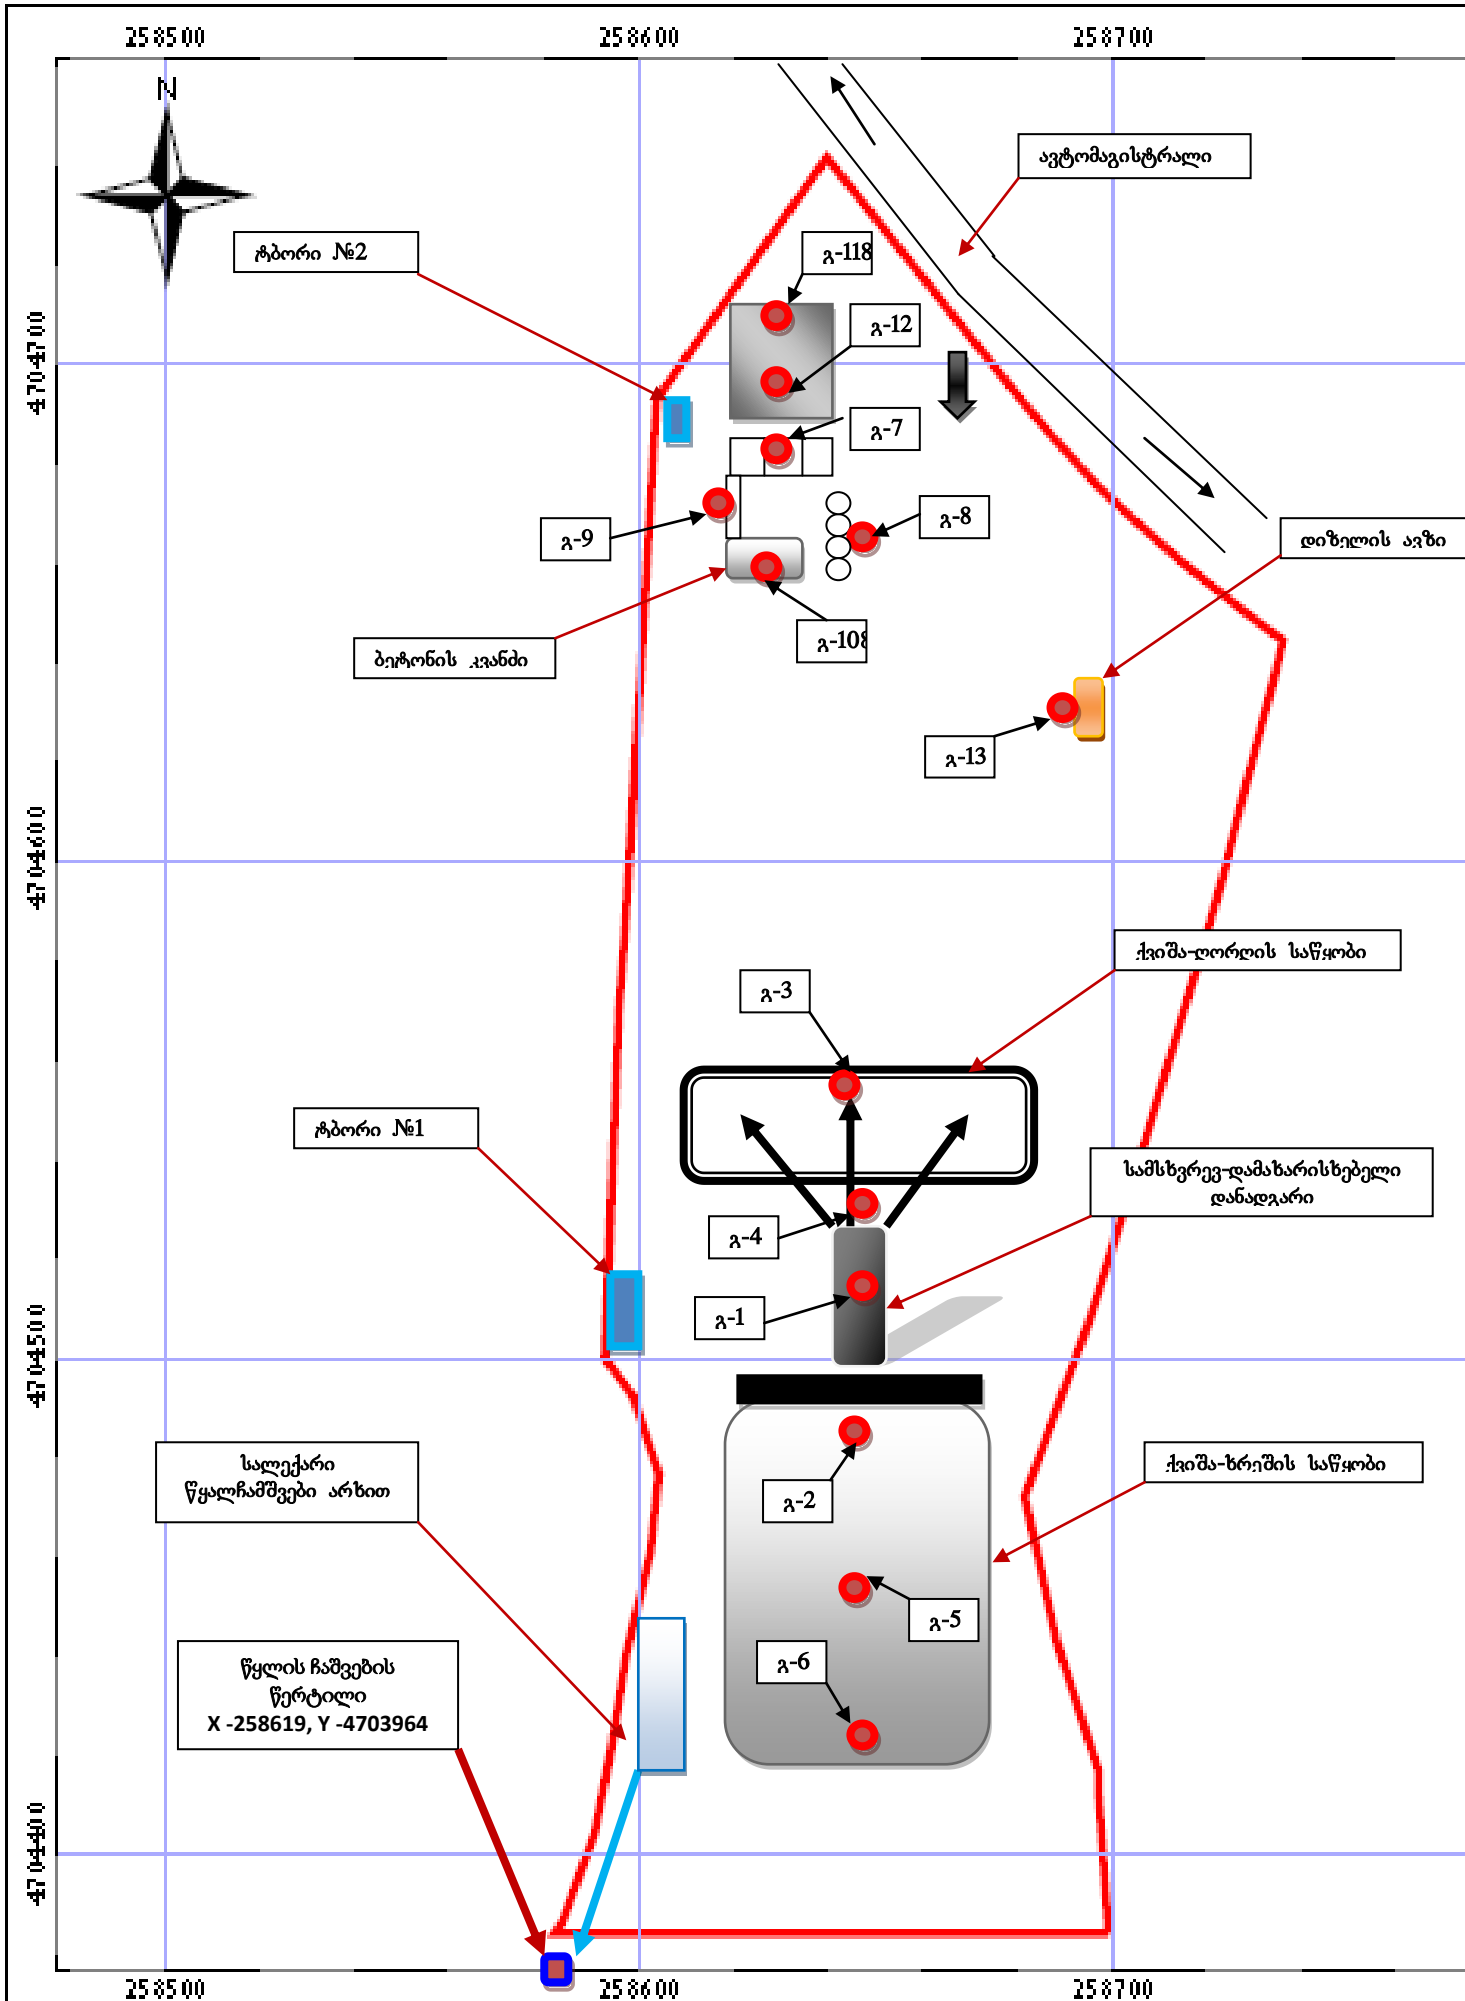 258500 258600 258700
N
ავტომაგისტრალი
ტბორი №2
გ-118
გ-12
4704700
გ-7
გ-9
გ-8
დიზელის ავზი
გ-108
ბეტონის კვანძი
გ-13
4704600
ქვიშა-ღორღის საწყობი
გ-3
ტბორი №1
სამსხვრევ-დამახარისხებელი
დანადგარი
გ-4
გ-1
4704500
სალექარი
წყალჩამშვები არხით
ქვიშა-ხრეშის საწყობი
გ-2
გ-5
გ-6
წყლის ჩაშვების
წერტილი
X -258619, Y -4703964
4704400
258500 258600 258700